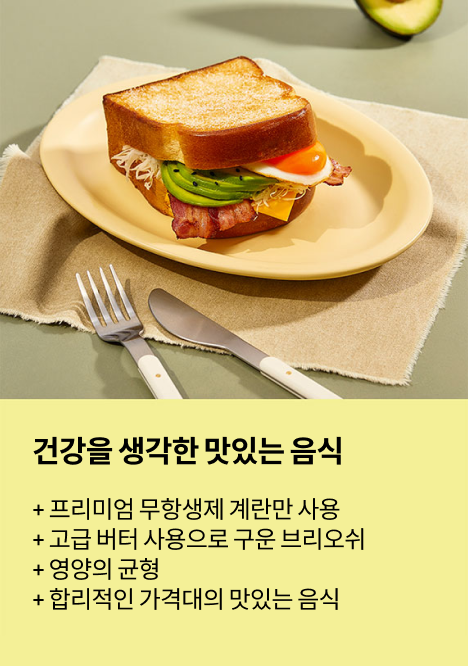 건강을 생각한 맛있는 음식
+ 프리미엄 무항생제 계란만 사용
+ 고급 버터 사용으로 구운 브리오쉬
+ 영양의 균형
+ 합리적인 가격대의 맛있는 음식